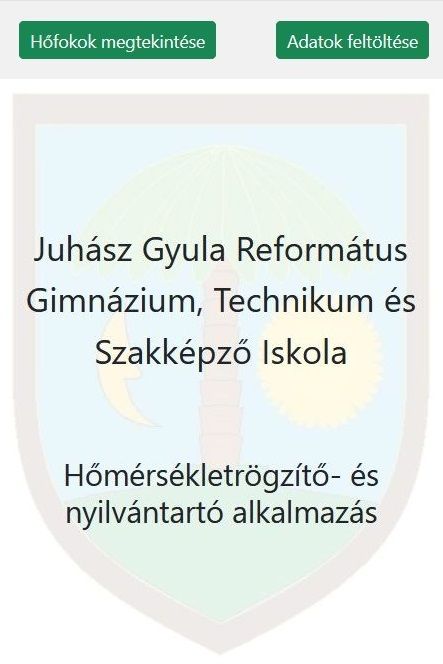 Hőfokok megtekintése
Adatok feltöltése
Juhász Gyula Református
Gimnázium, Technikum és
Szakképző Iskola
Hőmérsékletrögzítő- és
nyilvántartó alkalmazás